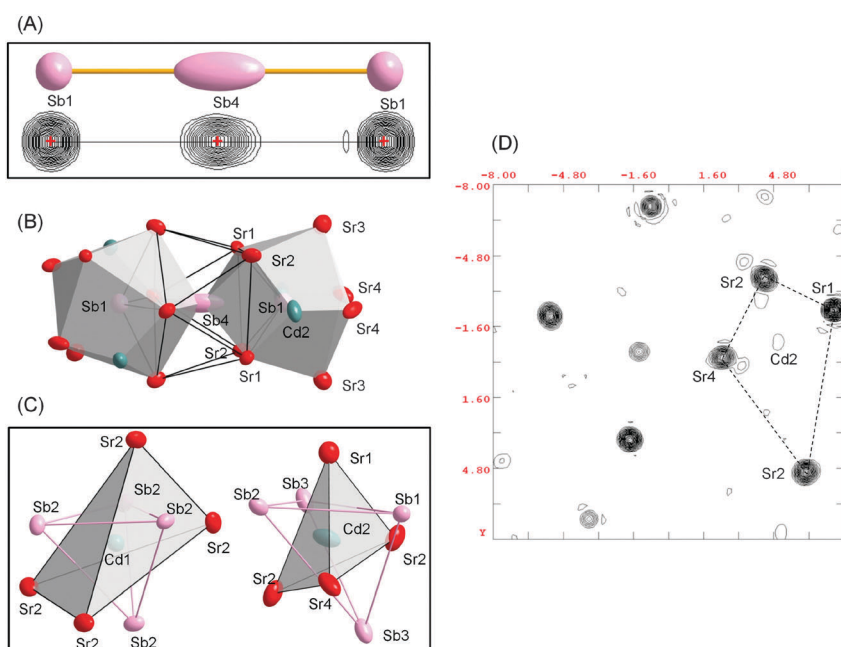 (A)
Sb1 Sb4 Sb1
(B)
Sr1 Sr3
Sr2
Sb1 Sb4 Sb1 Sr4
Cd2 Sr4
Sr2
Sr1 Sr3
(C)
Sr2 Sr1
Sb2 Sb2 Sb2 Sb2 Sb3 Sb1
Cd1 Sr2 Cd2 Sr2
Sr2 Sr2 Sr4
Sr2 Sb2 Sb3
(D)
-8.00 -4.80 -1.60 1.60 4.80
-8.00
-4.80
Sr2 Sr1
-1.60
Sr4 Cd2
1.60
4.80 Sr2
Y